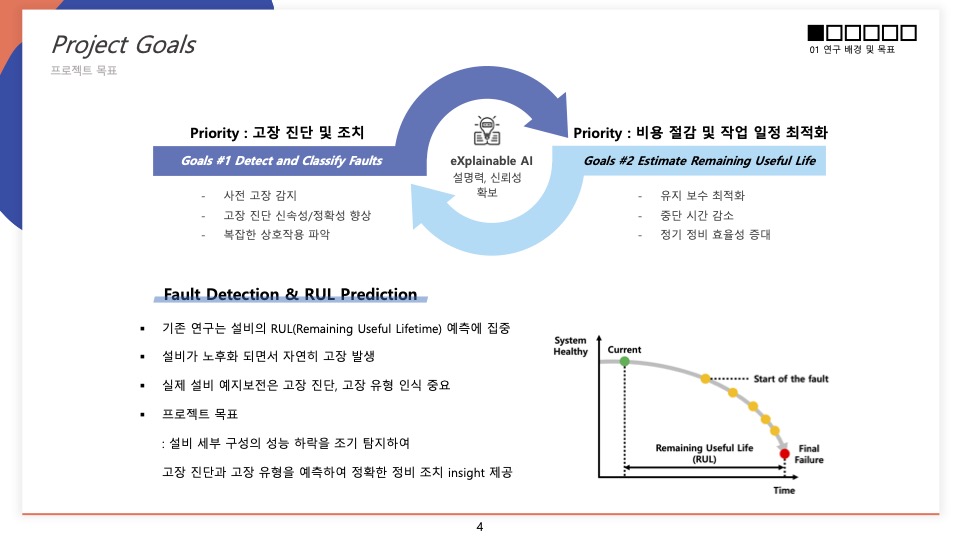 Project Goals
프로젝트 목표
01 연구 배경 및 목표
Priority : 고장 진단 및 조치
Goals #1 Detect and Classify Faults
- 사전 고장 감지
- 고장 진단 신속성/정확성 향상
- 복잡한 상호작용 파악
eXplainable AI
설명력, 신뢰성
확보
Priority : 비용 절감 및 작업 일정 최적화
Goals #2 Estimate Remaining Useful Life
- 유지 보수 최적화
- 중단 시간 감소
- 정기 정비 효율성 증대
Fault Detection & RUL Prediction
▪ 기존 연구는 설비의 RUL(Remaining Useful Lifetime) 예측에 집중
▪ 설비가 노후화 되면서 자연히 고장 발생
▪ 실제 설비 예지보전은 고장 진단, 고장 유형 인식 중요
▪ 프로젝트 목표
: 설비 세부 구성의 성능 하락을 조기 탐지하여
고장 진단과 고장 유형을 예측하여 정확한 정비 조치 insight 제공
System
Healthy
Current
Start of the fault
Remaining Useful Life
(RUL)
Final
Failure
Time
4